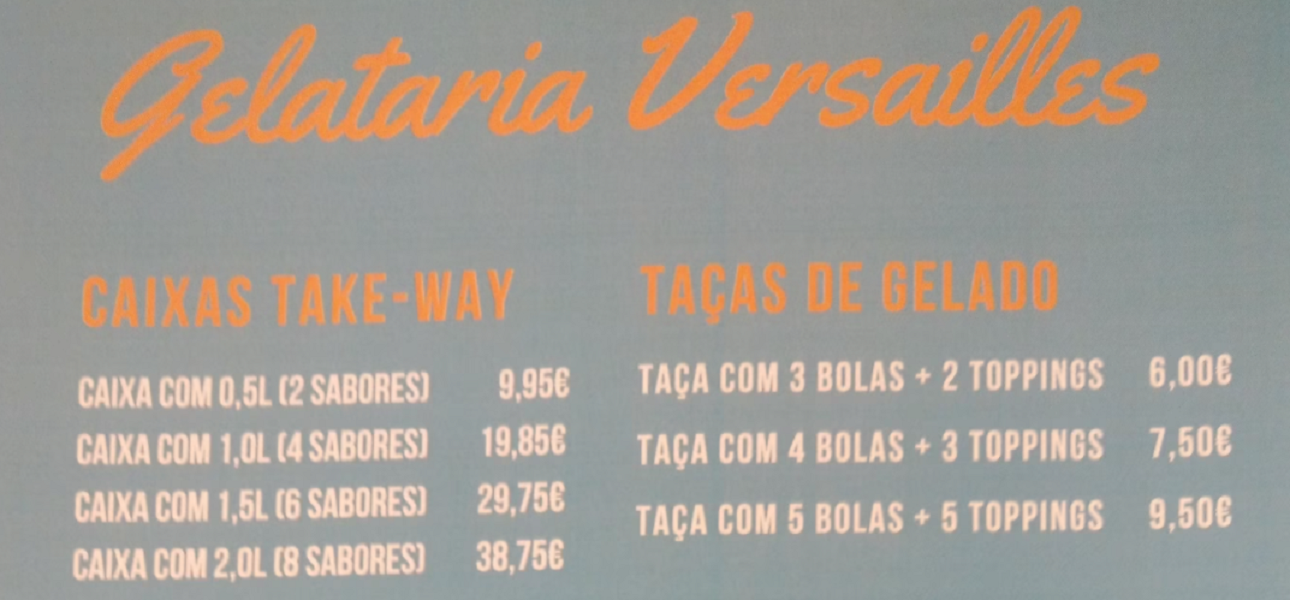 Gelataria Versailles
CAIXAS TAKE-WAY
CAIXA COM 0,5L (2 SABORES) 9,95€
CAIXA COM 1,0L (4 SABORES) 19,85€
CAIXA COM 1,5L (6 SABORES) 29,75€
CAIXA COM 2,0L (8 SABORES) 38,75€
TAÇAS DE GELADO
TAÇA COM 3 BOLAS + 2 TOPPINGS 6,00€
TAÇA COM 4 BOLAS + 3 TOPPINGS 7,50€
TAÇA COM 5 BOLAS + 5 TOPPINGS 9,50€